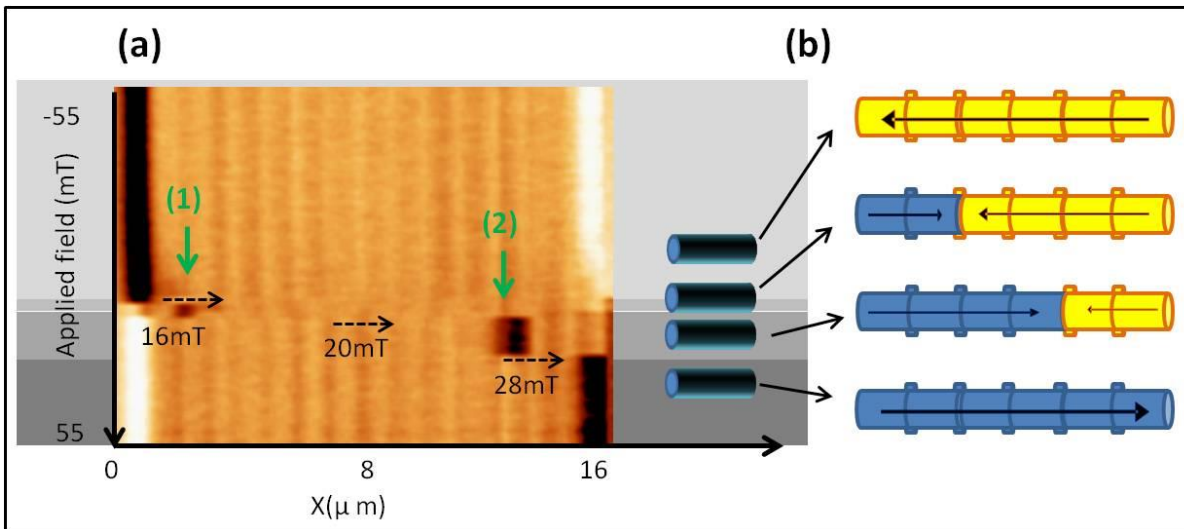 (a)
(b)
-55
Applied field (mT)
(1)
(2)
16mT
20mT
28mT
55
0
8
16
X(μ m)